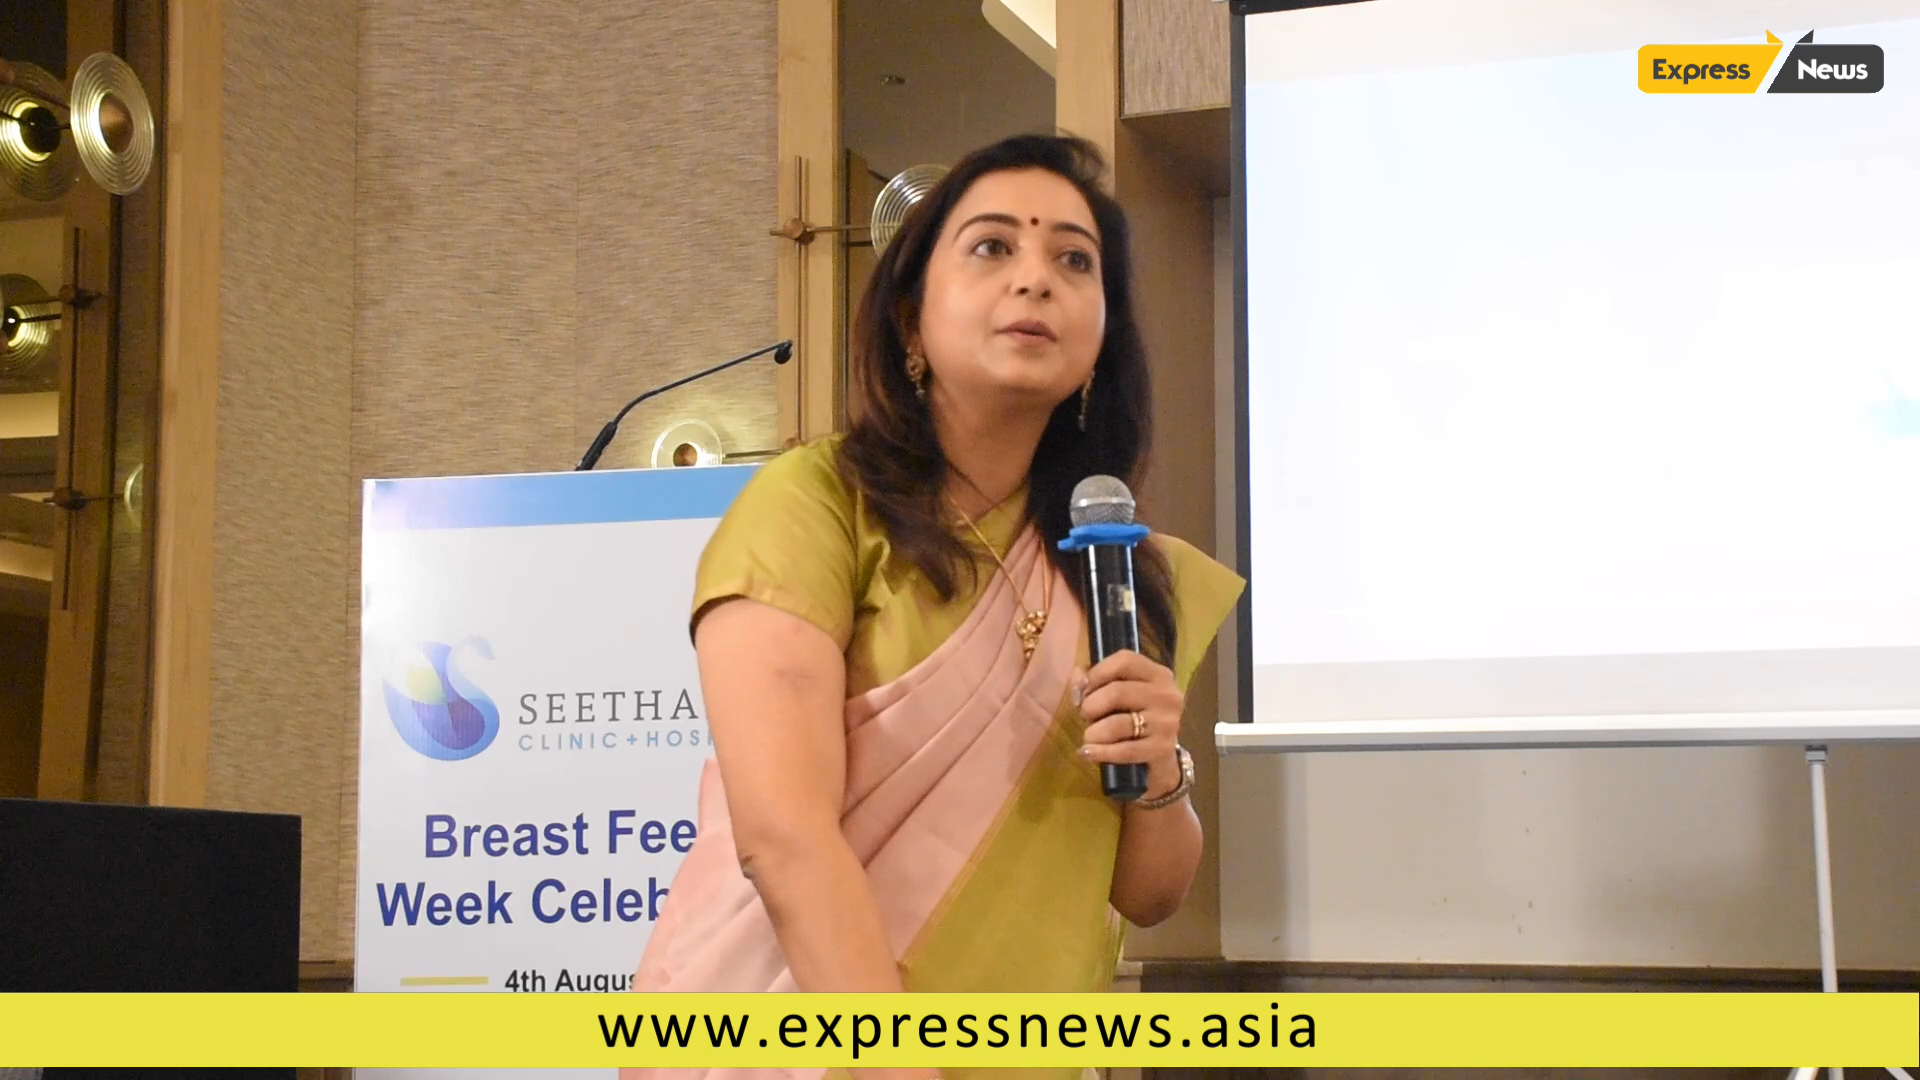 Express News
SEETHA
CLINIC+HOS
Breast Fee
Week Celeb
4th Augus
www.expressnews.asia